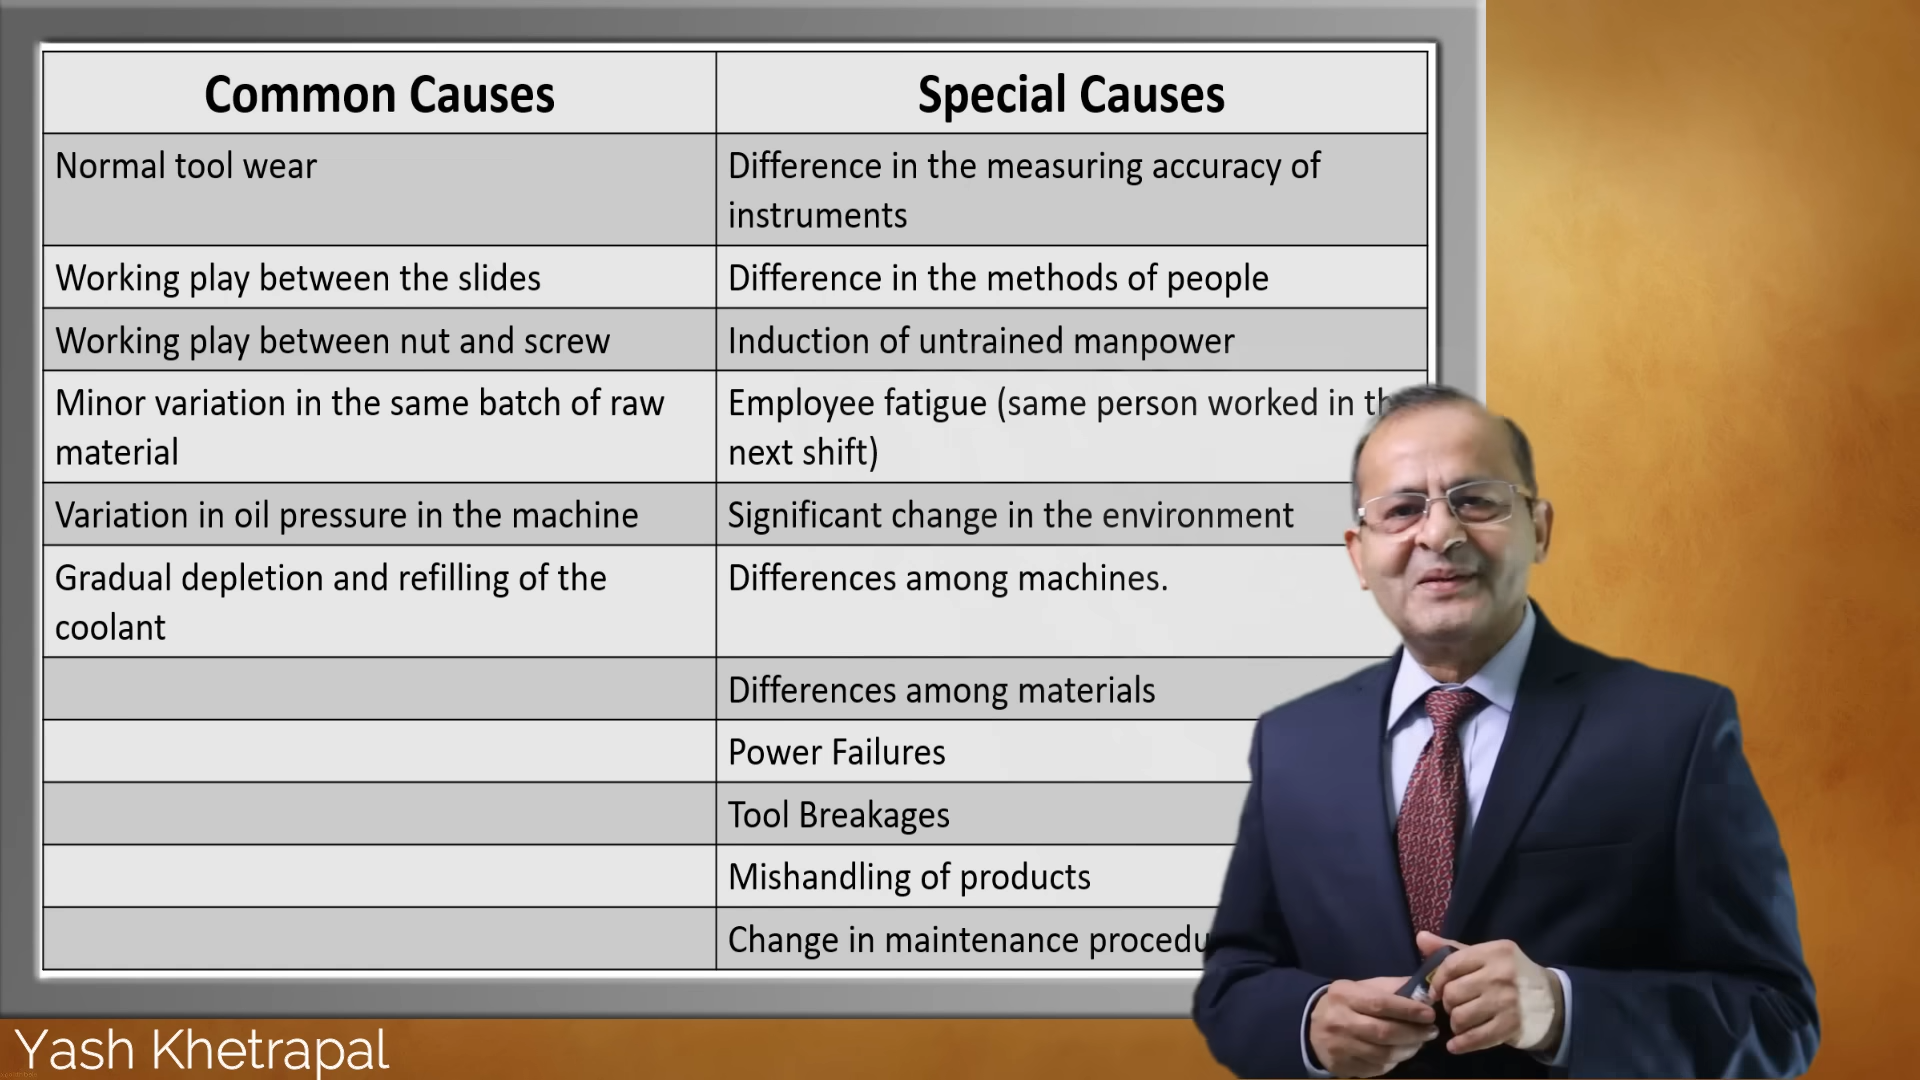 Common Causes
Special Causes
Normal tool wear
Difference in the measuring accuracy of
instruments
Working play between the slides
Difference in the methods of people
Working play between nut and screw
Induction of untrained manpower
Minor variation in the same batch of raw
material
Employee fatigue (same person worked in
next shift)
Variation in oil pressure in the machine
Significant change in the environment
Gradual depletion and refilling of the
coolant
Differences among machines.
Differences among materials
Power Failures
Tool Breakages
Mishandling of products
Change in maintenance
Yash Khetrapal